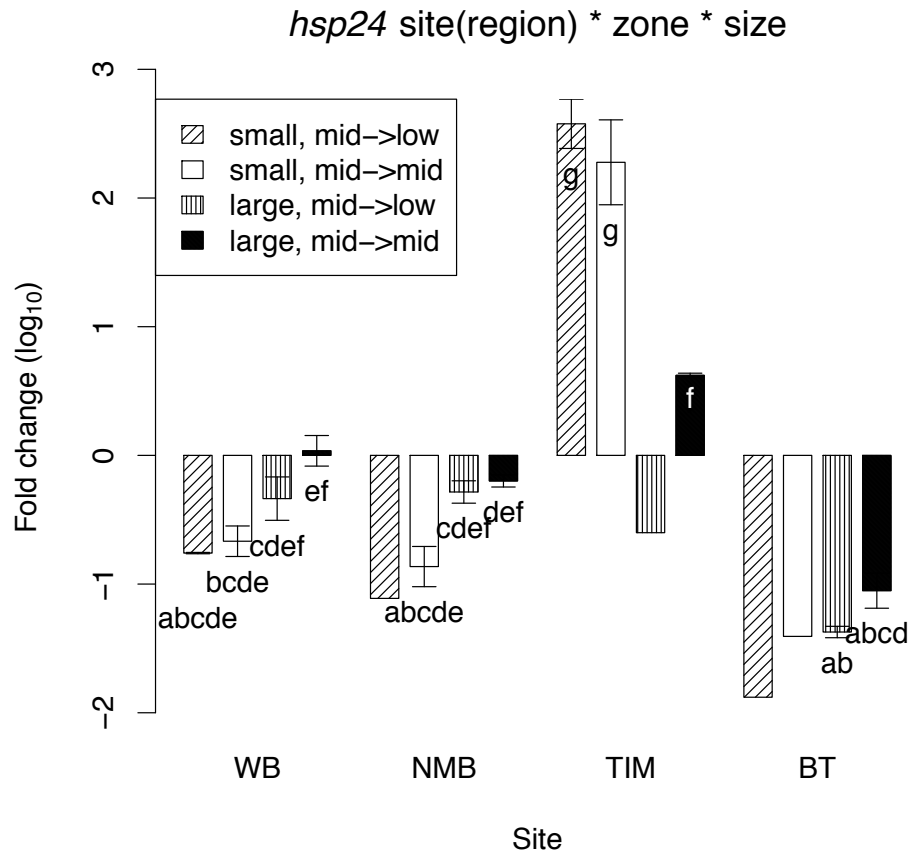 hsp24 site(region) * zone * size
Fold change (log10)
3
2
1
0
−1
−2
small, mid->low
small, mid->mid
large, mid->low
large, mid->mid
g
g
f
ef
cdef
bcde
abcde
def
cdef
abcde
abcd
ab
WB NMB TIM BT
Site